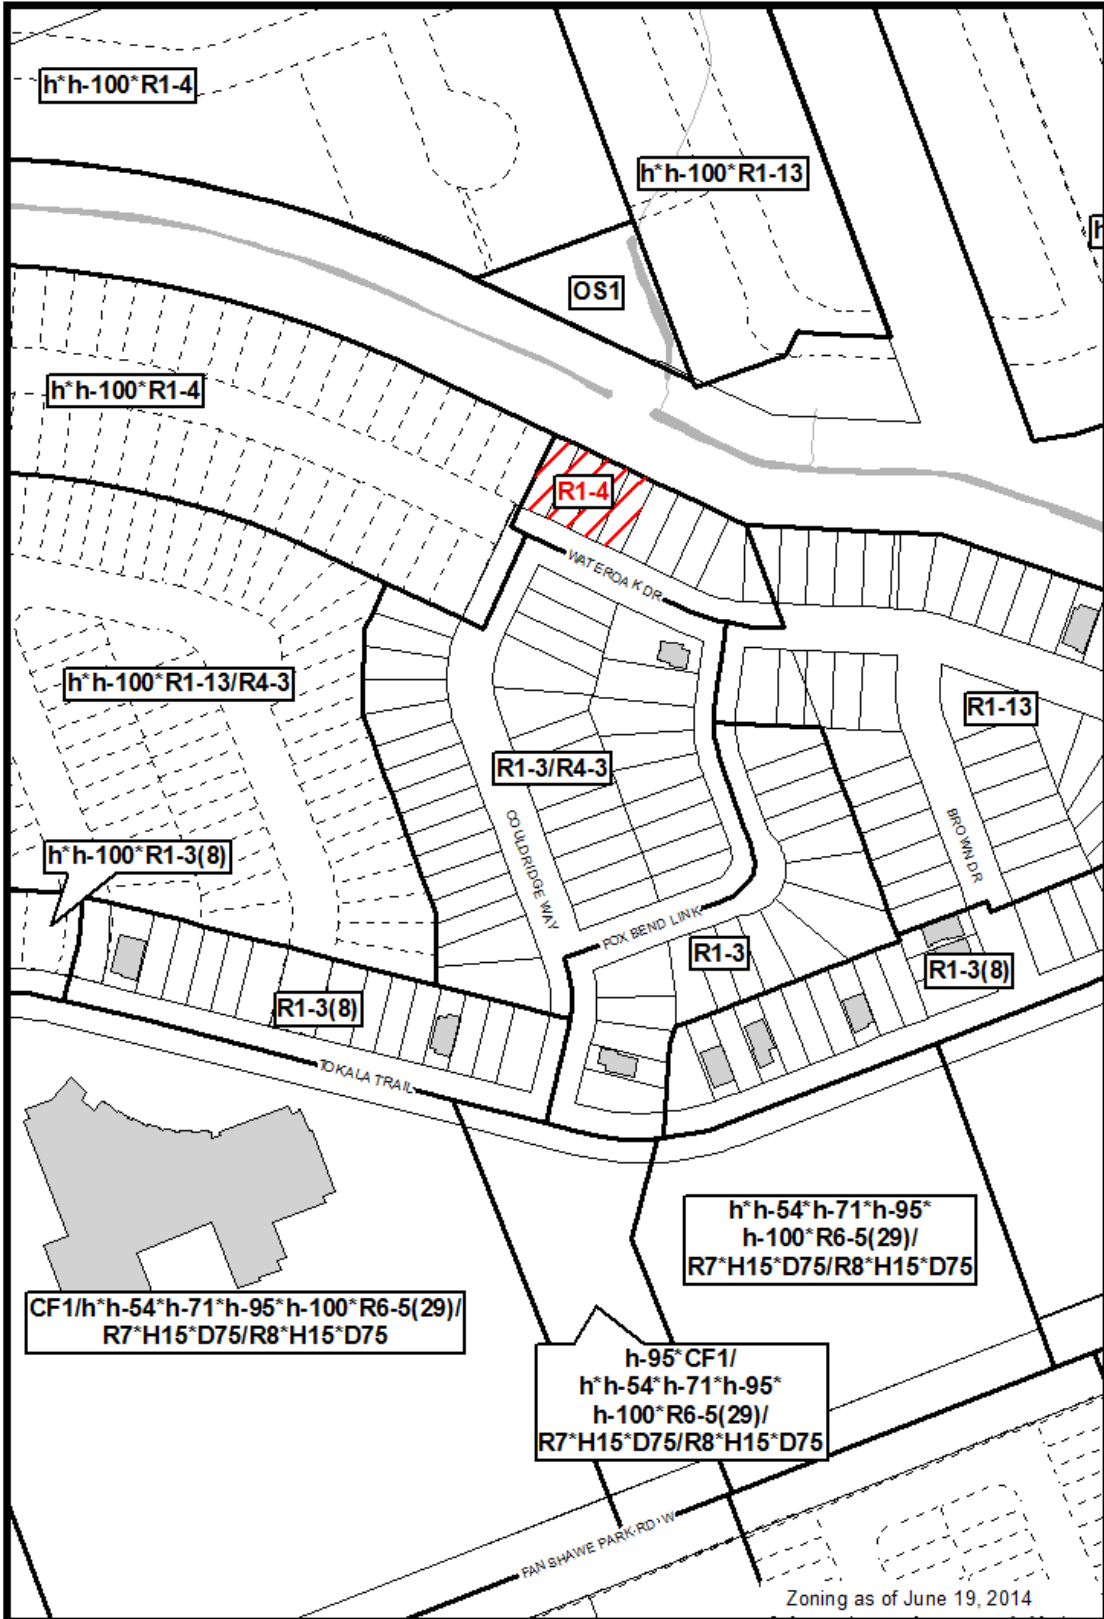 h*h-100*R1-4
h*h-100*R1-13
h
OS1
h*h-100*R1-4
R1-4
WATEROAK DR
h*h-100*R1-13/R4-3
R1-13
R1-3/R4-3
COULDRIDGE WAY
BROWN DR
h*h-100*R1-3(8)
FOX BEND LINK
R1-3
R1-3(8)
R1-3(8)
TOKALA TRAIL
h*h-54*h-71*h-95*
h-100*R6-5(29)/
R7*H15*D75/R8*H15*D75
CF1/h*h-54*h-71*h-95*h-100*R6-5(29)/
R7*H15*D75/R8*H15*D75
h-95*CF1/
h*h-54*h-71*h-95*
h-100*R6-5(29)/
R7*H15*D75/R8*H15*D75
FANSHAWE PARK RD W
Zoning as of June 19, 2014